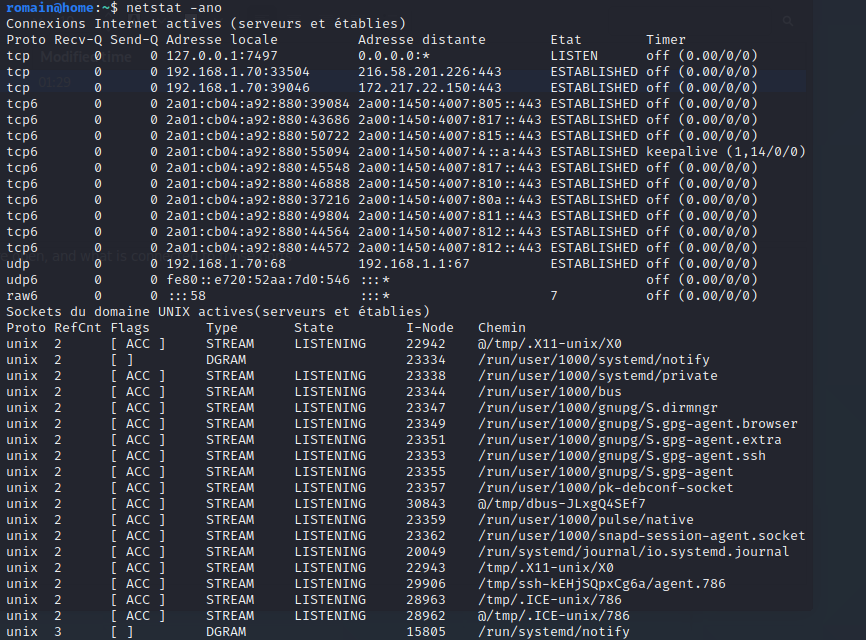 romain@home:~$ netstat -ano
Connexions Internet actives (serveurs et établies)
Proto Recv-Q Send-Q Adresse locale Adresse distante Etat Timer
tcp 0 0 127.0.0.1:7497 0.0.0.0:* LISTEN off (0.00/0/0)
tcp 0 0 192.168.1.70:33504 216.58.201.226:443 ESTABLISHED off (0.00/0/0)
tcp 0 0 192.168.1.70:39046 172.217.22.150:443 ESTABLISHED off (0.00/0/0)
tcp6 0 0 2a01:cb04:a92:880:39084 2a00:1450:4007:805::443 ESTABLISHED off (0.00/0/0)
tcp6 0 0 2a01:cb04:a92:880:43686 2a00:1450:4007:817::443 ESTABLISHED off (0.00/0/0)
tcp6 0 0 2a01:cb04:a92:880:50722 2a00:1450:4007:815::443 ESTABLISHED off (0.00/0/0)
tcp6 0 0 2a01:cb04:a92:880:55094 2a00:1450:4007:4::a:443 ESTABLISHED keepalive (1,14/0/0)
tcp6 0 0 2a01:cb04:a92:880:45548 2a00:1450:4007:817::443 ESTABLISHED off (0.00/0/0)
tcp6 0 0 2a01:cb04:a92:880:46888 2a00:1450:4007:810::443 ESTABLISHED off (0.00/0/0)
tcp6 0 0 2a01:cb04:a92:880:37216 2a00:1450:4007:80a::443 ESTABLISHED off (0.00/0/0)
tcp6 0 0 2a01:cb04:a92:880:49804 2a00:1450:4007:811::443 ESTABLISHED off (0.00/0/0)
tcp6 0 0 2a01:cb04:a92:880:44564 2a00:1450:4007:812::443 ESTABLISHED off (0.00/0/0)
tcp6 0 0 2a01:cb04:a92:880:44572 2a00:1450:4007:812::443 ESTABLISHED off (0.00/0/0)
udp 0 0 192.168.1.70:68 192.168.1.1:67 ESTABLISHED off (0.00/0/0)
udp6 0 0 fe80::e720:52aa:7d0:546 :::* off (0.00/0/0)
raw6 0 0 :::58 :::* 7 off (0.00/0/0)
Sockets du domaine UNIX actives(serveurs et établies)
Proto RefCnt Flags Type State I-Node Chemin
unix 2 [ ACC ] STREAM LISTENING 22942 @/tmp/.X11-unix/X0
unix 2 [ ] DGRAM 23334 /run/user/1000/systemd/notify
unix 2 [ ACC ] STREAM LISTENING 23338 /run/user/1000/systemd/private
unix 2 [ ACC ] STREAM LISTENING 23344 /run/user/1000/bus
unix 2 [ ACC ] STREAM LISTENING 23347 /run/user/1000/gnupg/S.dirmngr
unix 2 [ ACC ] STREAM LISTENING 23349 /run/user/1000/gnupg/S.gpg-agent.browser
unix 2 [ ACC ] STREAM LISTENING 23351 /run/user/1000/gnupg/S.gpg-agent.extra
unix 2 [ ACC ] STREAM LISTENING 23353 /run/user/1000/gnupg/S.gpg-agent.ssh
unix 2 [ ACC ] STREAM LISTENING 23355 /run/user/1000/gnupg/S.gpg-agent
unix 2 [ ACC ] STREAM LISTENING 23357 /run/user/1000/pk-debconf-socket
unix 2 [ ACC ] STREAM LISTENING 30843 @/tmp/dbus-JLxgQ4SEf7
unix 2 [ ACC ] STREAM LISTENING 23359 /run/user/1000/pulse/native
unix 2 [ ACC ] STREAM LISTENING 23362 /run/user/1000/snapd-session-agent.socket
unix 2 [ ACC ] STREAM LISTENING 20049 /run/systemd/journal/io.systemd.journal
unix 2 [ ACC ] STREAM LISTENING 22943 /tmp/.X11-unix/X0
unix 2 [ ACC ] STREAM LISTENING 29906 /tmp/ssh-kEHjSQpxCg6a/agent.786
unix 2 [ ACC ] STREAM LISTENING 28963 /tmp/.ICE-unix/786
unix 2 [ ACC ] STREAM LISTENING 28962 @/tmp/.ICE-unix/786
unix 3 [ ] DGRAM 15805 /run/systemd/notify